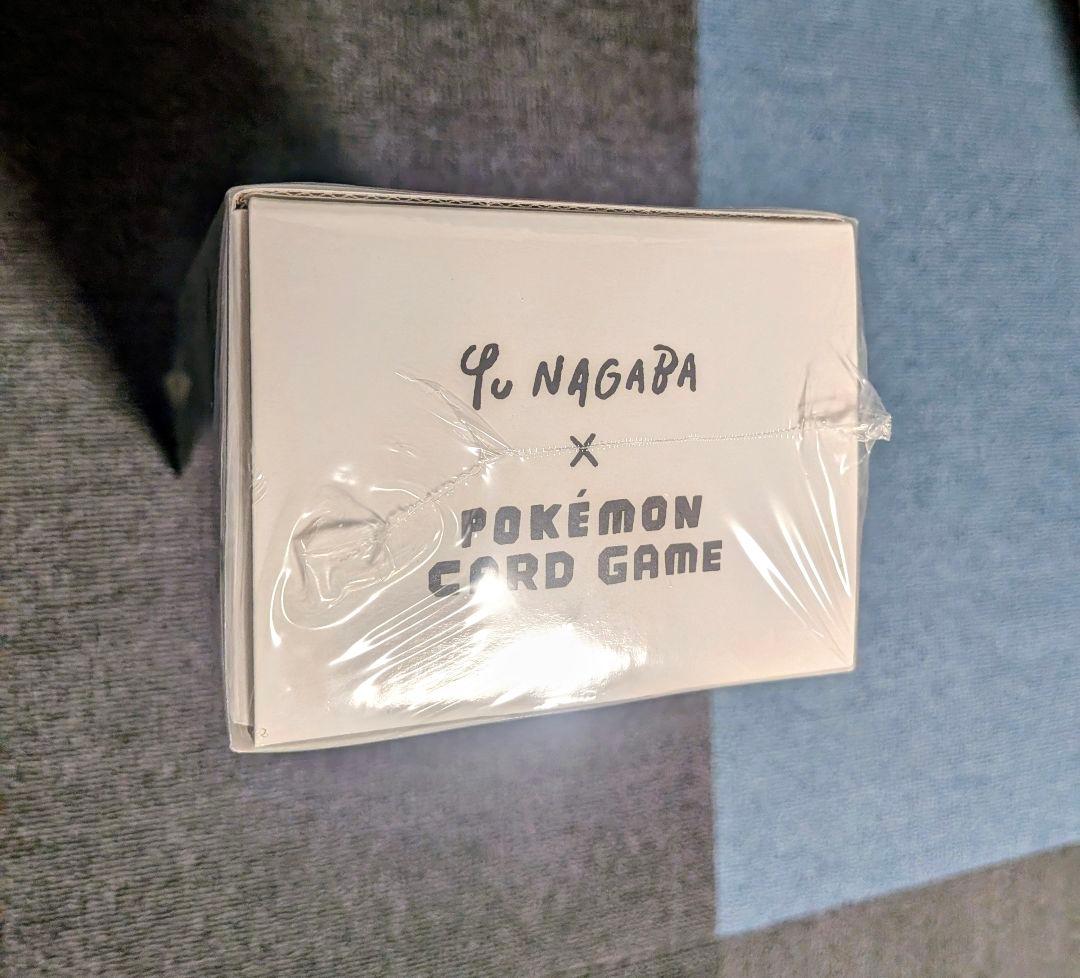 Yu NAGABA
×
POKÉMON
CARD GAME